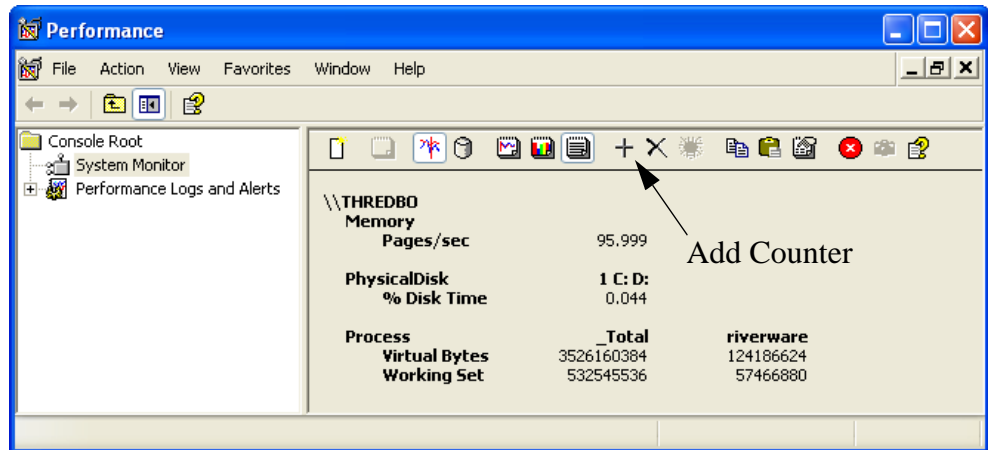 Performance
File Action View Favorites Window Help
Console Root
System Monitor
Performance Logs and Alerts
\\THREDBO
Memory
Pages/sec 95.999
Add Counter
PhysicalDisk 1 C: D:
% Disk Time 0.044
Process _Total riverware
Virtual Bytes 3526160384 124186624
Working Set 532545536 57466880